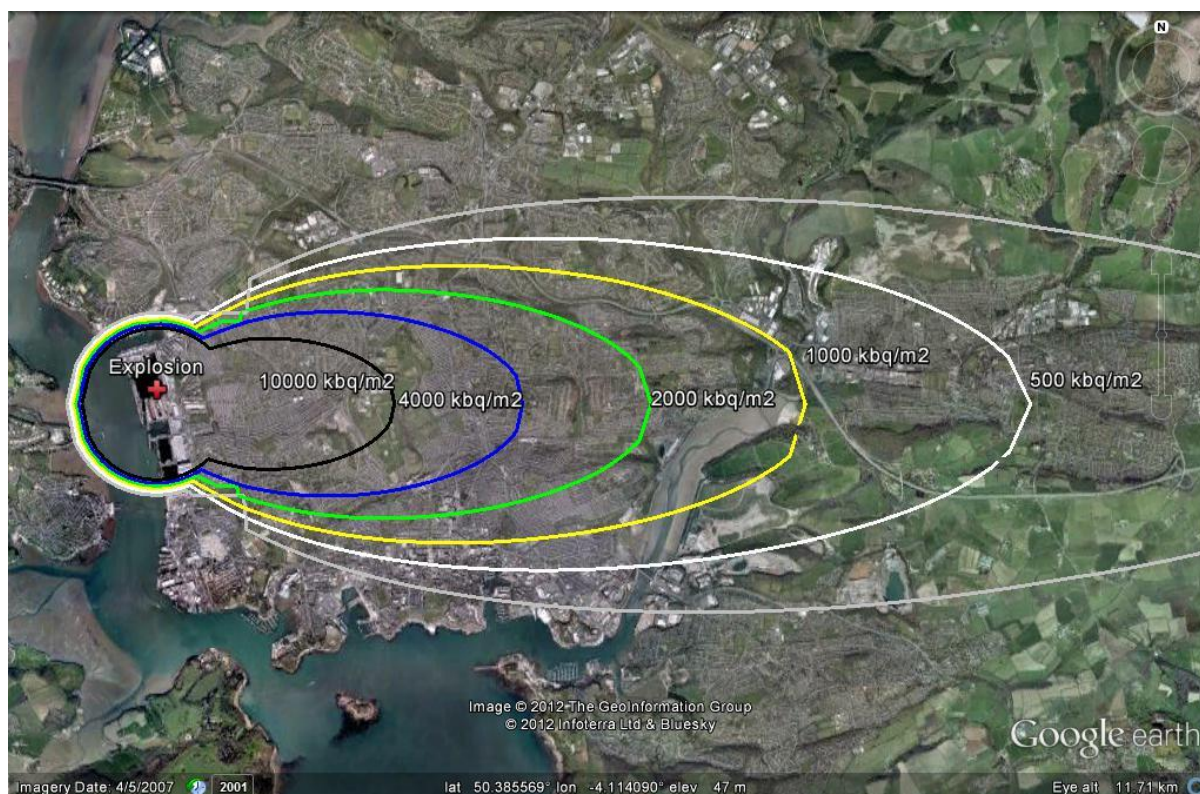 N
Explosion
10000 kbq/m2
4000 kbq/m2
2000 kbq/m2
1000 kbq/m2
500 kbq/m2
Image © 2012 The GeoInformation Group
© 2012 Infoterra Ltd & Bluesky
Google earth
Imagery Date: 4/5/2007
2001
lat 50.385569° lon -4.114090° elev 47 m
Eye alt 11.71 km